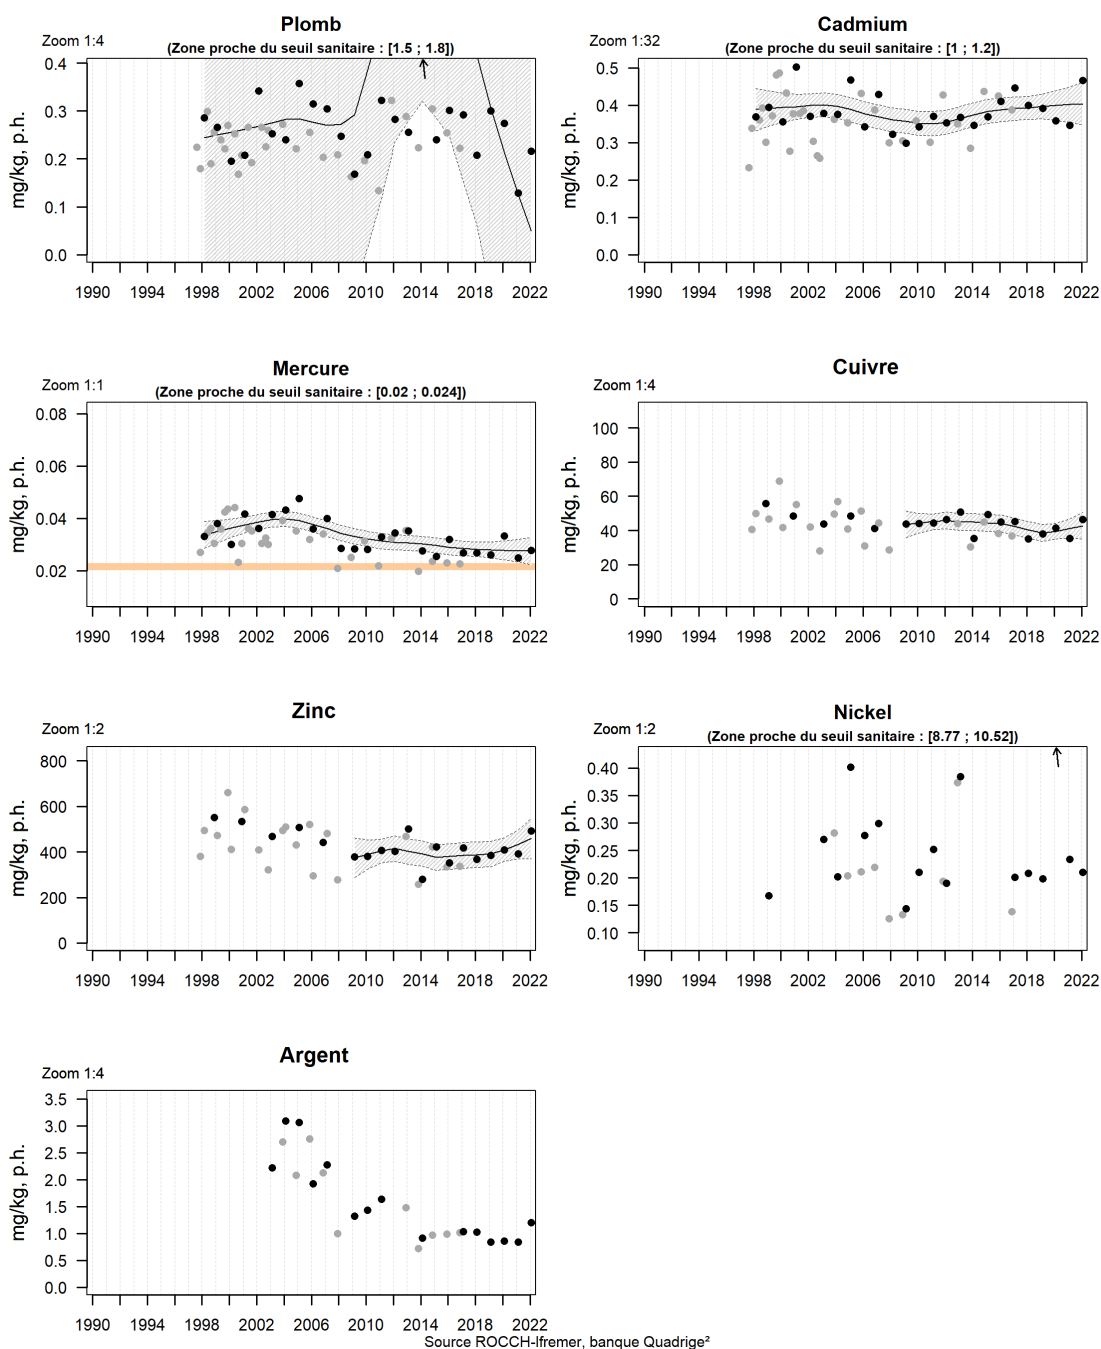 Plomb
Zoom 1:4
(Zone proche du seuil sanitaire : [1.5 ; 1.8])
mg/kg, p.h.
0.4
0.3
0.2
0.1
0.0
1990 1994 1998 2002 2006 2010 2014 2018 2022
Cadmium
Zoom 1:32
(Zone proche du seuil sanitaire : [1 ; 1.2])
mg/kg, p.h.
0.5
0.4
0.3
0.2
0.1
0.0
1990 1994 1998 2002 2006 2010 2014 2018 2022
Mercure
Zoom 1:1
(Zone proche du seuil sanitaire : [0.02 ; 0.024])
mg/kg, p.h.
0.08
0.06
0.04
0.02
1990 1994 1998 2002 2006 2010 2014 2018 2022
Cuivre
Zoom 1:4
mg/kg, p.h.
100
80
60
40
20
0
1990 1994 1998 2002 2006 2010 2014 2018 2022
Zinc
Zoom 1:2
mg/kg, p.h.
800
600
400
200
0
1990 1994 1998 2002 2006 2010 2014 2018 2022
Nickel
Zoom 1:2
(Zone proche du seuil sanitaire : [8.77 ; 10.52])
mg/kg, p.h.
0.40
0.35
0.30
0.25
0.20
0.15
0.10
1990 1994 1998 2002 2006 2010 2014 2018 2022
Argent
Zoom 1:4
mg/kg, p.h.
3.5
3.0
2.5
2.0
1.5
1.0
0.5
0.0
1990 1994 1998 2002 2006 2010 2014 2018 2022
Source ROCCH-Ifremer, banque Quadrige²